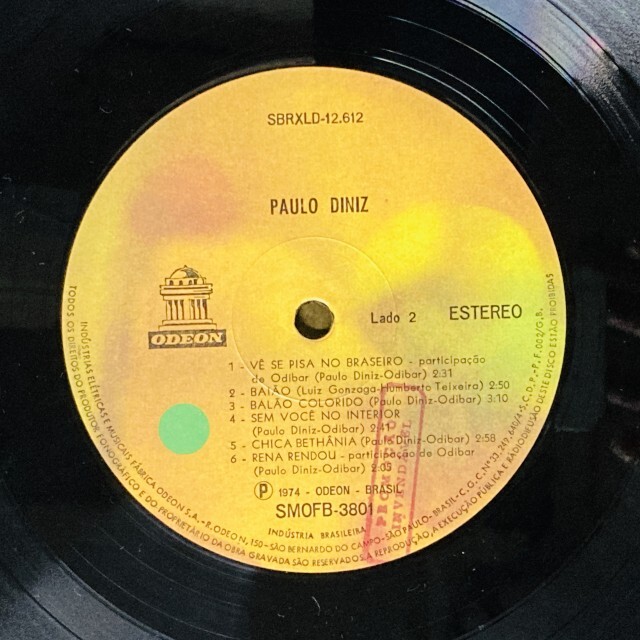 SBRXLD-12.612
PAULO DINIZ
ODEON
Lado 2 ESTEREO
1 - VÊ SE PISA NO BRASEIRO - participação
de Odibar (Paulo Diniz-Odibar) 2:31
2 - BAIÃO (Luiz Gonzaga-Humberto Teixeira) 2:50
3 - BALÃO COLORIDO (Paulo Diniz-Odibar) 3:10
4 - SEM VOCÊ NO INTERIOR
(Paulo Diniz-Odibar) 2:41
5 - CHICA BETHÂNIA (Paulo Diniz-Odibar) 2:58
6 - RENA RENDOU - participação de Odibar
(Paulo Diniz-Odibar) 2:05
Ⓟ 1974 - ODEON - BRASIL
SMOFB-3801
INDÚSTRIA BRASILEIRA
INVENDÁVEL
INDÚSTRIAS ELÉTRICAS E MUSICAIS FÁBRICA ODEON S.A. - R. ODEON, 150 - SÃO BERNARDO DO CAMPO - SÃO PAULO - BRASIL - C.G.C. Nº
TODOS OS DIREITOS DO PRODUTOR FONOGRÁFICO E DO PROPRIETÁRIO DA OBRA GRAVADA SÃO RESERVADOS A REPRODUÇÃO, A EXECUÇÃO PÚBLICA E RADIODIFUSÃO DESTE DISCO ESTÃO PROIBIDAS